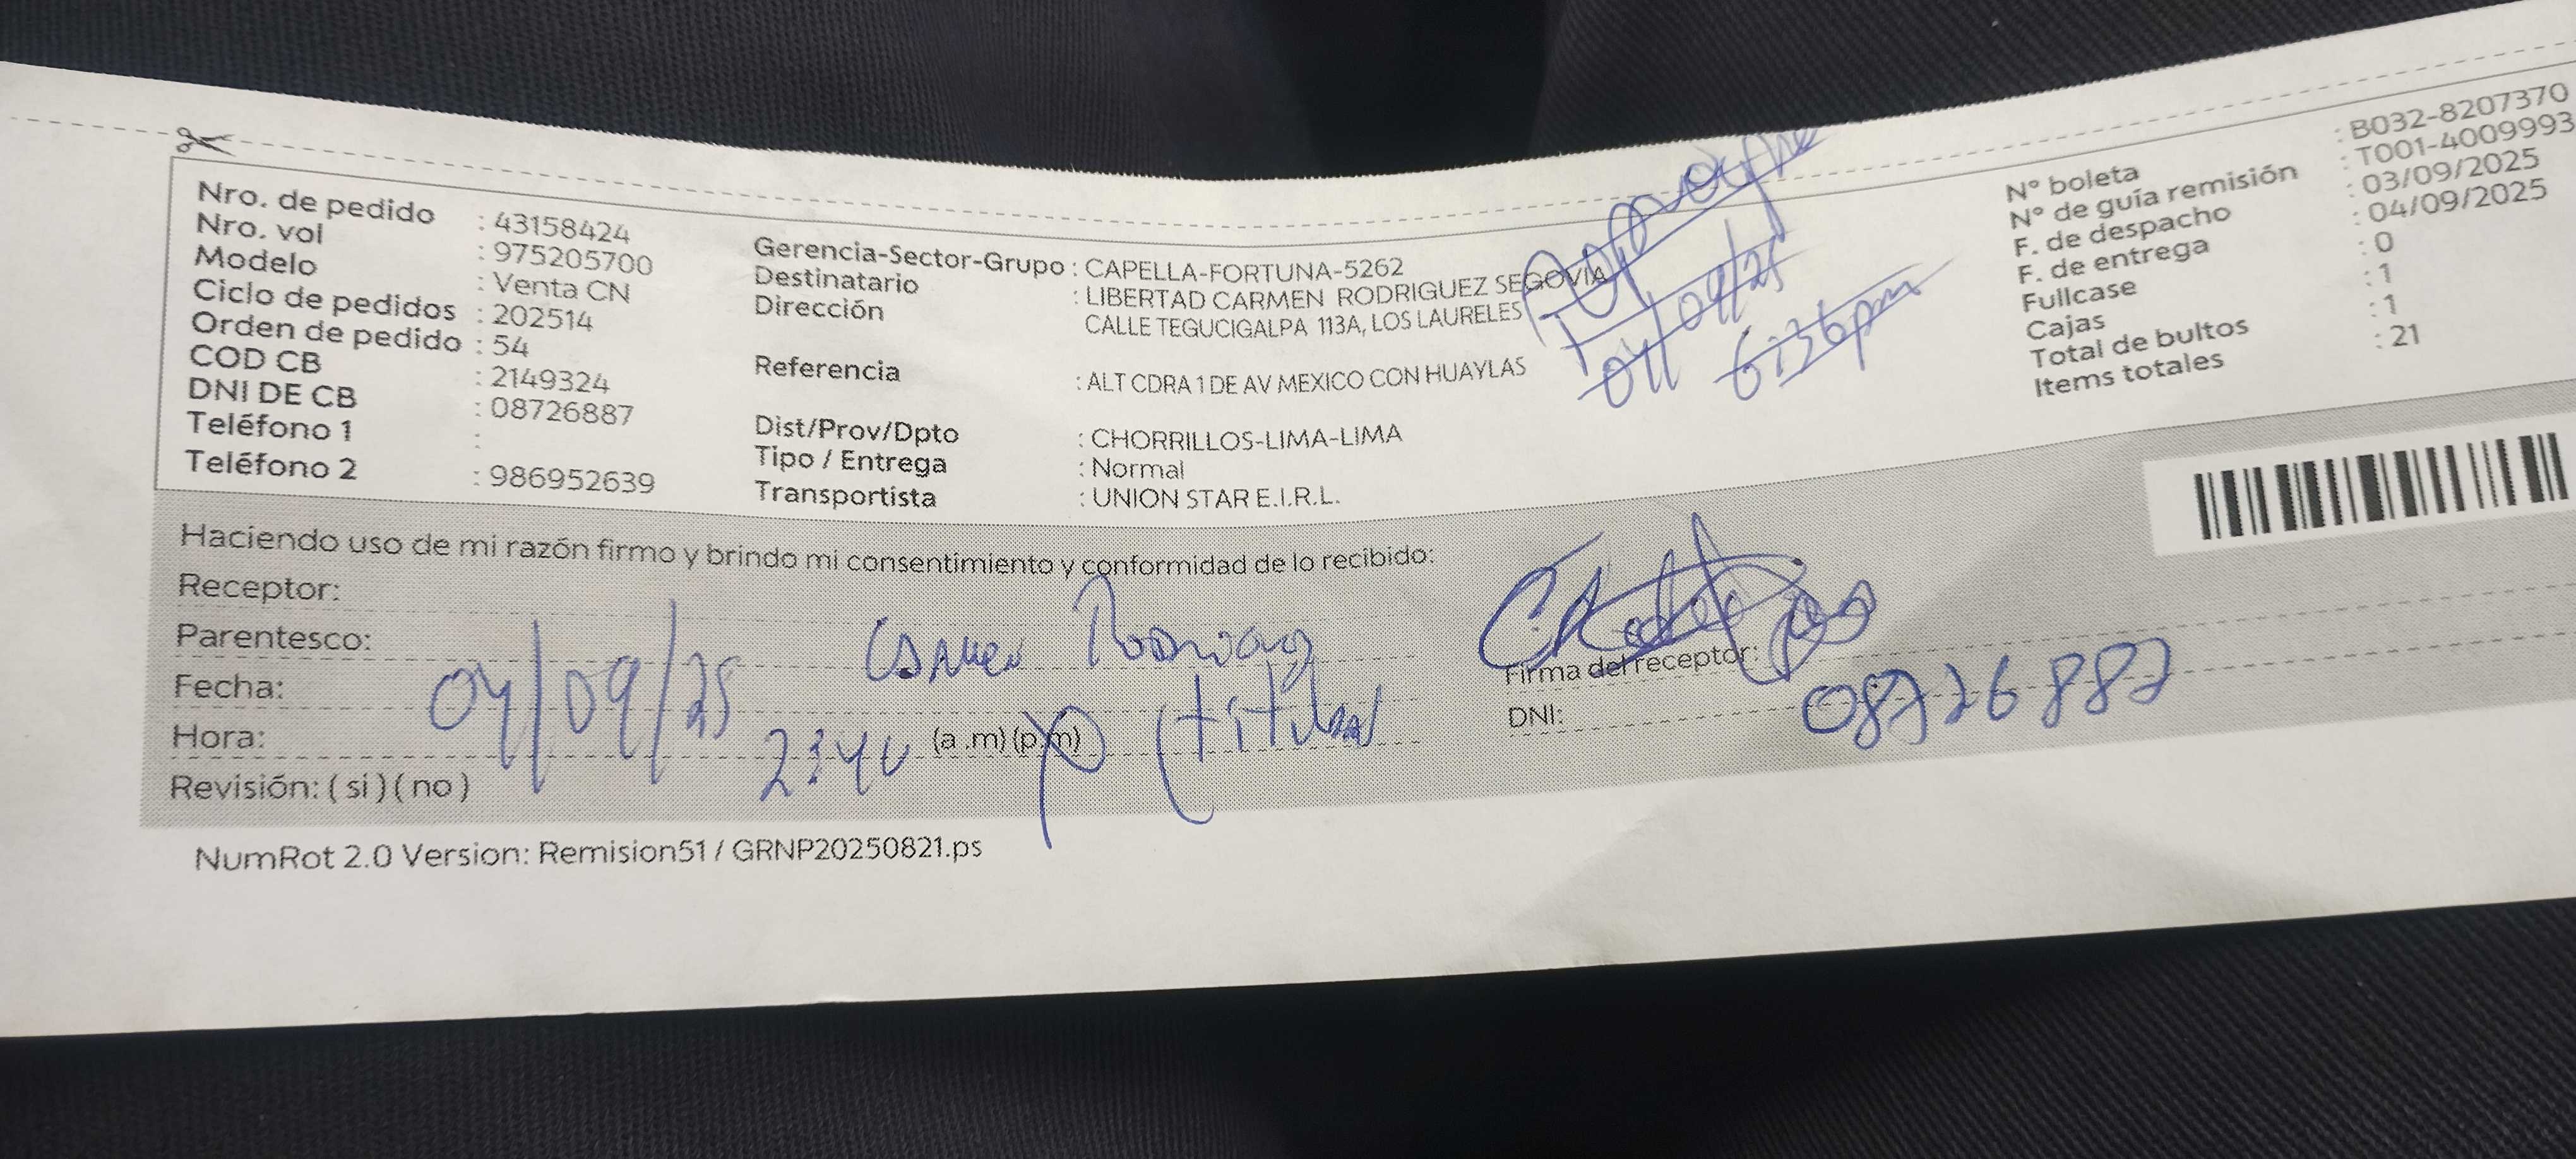 Nro. de pedido : 43158424
Nro. vol : 975205700
Modelo : Venta CN
Ciclo de pedidos : 202514
Orden de pedido : 54
COD CB : 2149324
DNI DE CB : 08726887
Teléfono 1 :
Teléfono 2 : 986952639
Gerencia-Sector-Grupo : CAPELLA-FORTUNA-5262
Destinatario : LIBERTAD CARMEN RODRIGUEZ SEGOVIA
Dirección CALLE TEGUCIGALPA 113A, LOS LAURELES
Referencia : ALT CDRA 1 DE AV MEXICO CON HUAYLAS
Dist/Prov/Dpto : CHORRILLOS-LIMA-LIMA
Tipo / Entrega : Normal
Transportista : UNION STAR E.I.R.L.
04/09/25
6:36pm
N° boleta : B032-8207370
N° de guía remisión : T001-4009993
F. de despacho : 03/09/2025
F. de entrega : 04/09/2025
Fullcase : 0
Cajas : 1
Total de bultos : 1
Items totales : 21
Haciendo uso de mi razón firmo y brindo mi consentimiento y conformidad de lo recibido:
Receptor:
Parentesco:
Fecha: 04/09/25
Hora: (a .m) (p.m) (titular
Revisión: ( si ) ( no )
Firma del receptor:
DNI: 08726887
NumRot 2.0 Version: Remision51 / GRNP20250821.ps